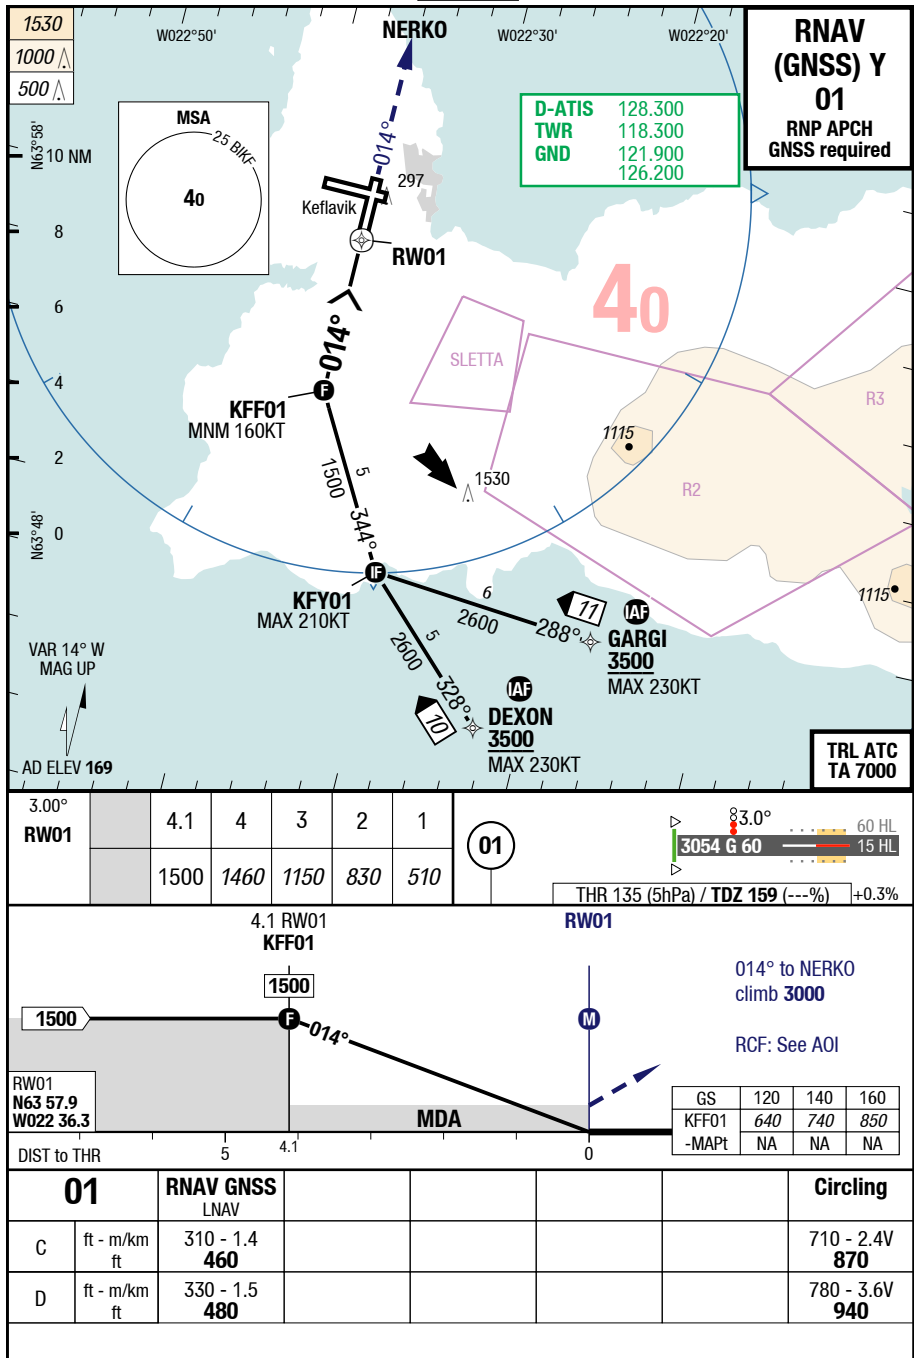 1530
1000
500
W022°50'
NERKO
W022°30'
W022°20'
RNAV
(GNSS) Y
01
RNP APCH
GNSS required
D-ATIS 128.300
TWR 118.300
GND 121.900
126.200
MSA
25 BIKF
40
N63°58'
10 NM
8
6
4
2
0
N63°48'
014°
297
Keflavik
RW01
40
014°
SLETTA
KFF01
MNM 160KT
R3
1115
1530
R2
5
1500
344°
KFY01
MAX 210KT
6
2600
288°
11
IAF
GARGI
3500
MAX 230KT
1115
5
2600
328°
10
IAF
DEXON
3500
MAX 230KT
F
IF
VAR 14° W
MAG UP
AD ELEV 169
TRL ATC
TA 7000
3.00°
RW01
4.1 4 3 2 1
1500 1460 1150 830 510
01
3.0°
60 HL
3054 G 60
15 HL
THR 135 (5hPa) / TDZ 159 (---%)
+0.3%
4.1 RW01
KFF01
RW01
1500
1500
F
014°
M
014° to NERKO
climb 3000
RCF: See AOI
RW01
N63 57.9
W022 36.3
MDA
GS 120 140 160
KFF01 640 740 850
-MAPt NA NA NA
DIST to THR
5
4.1
0
01
RNAV GNSS
LNAV
Circling
C
ft - m/km
ft
310 - 1.4
460
710 - 2.4V
870
D
ft - m/km
ft
330 - 1.5
480
780 - 3.6V
940